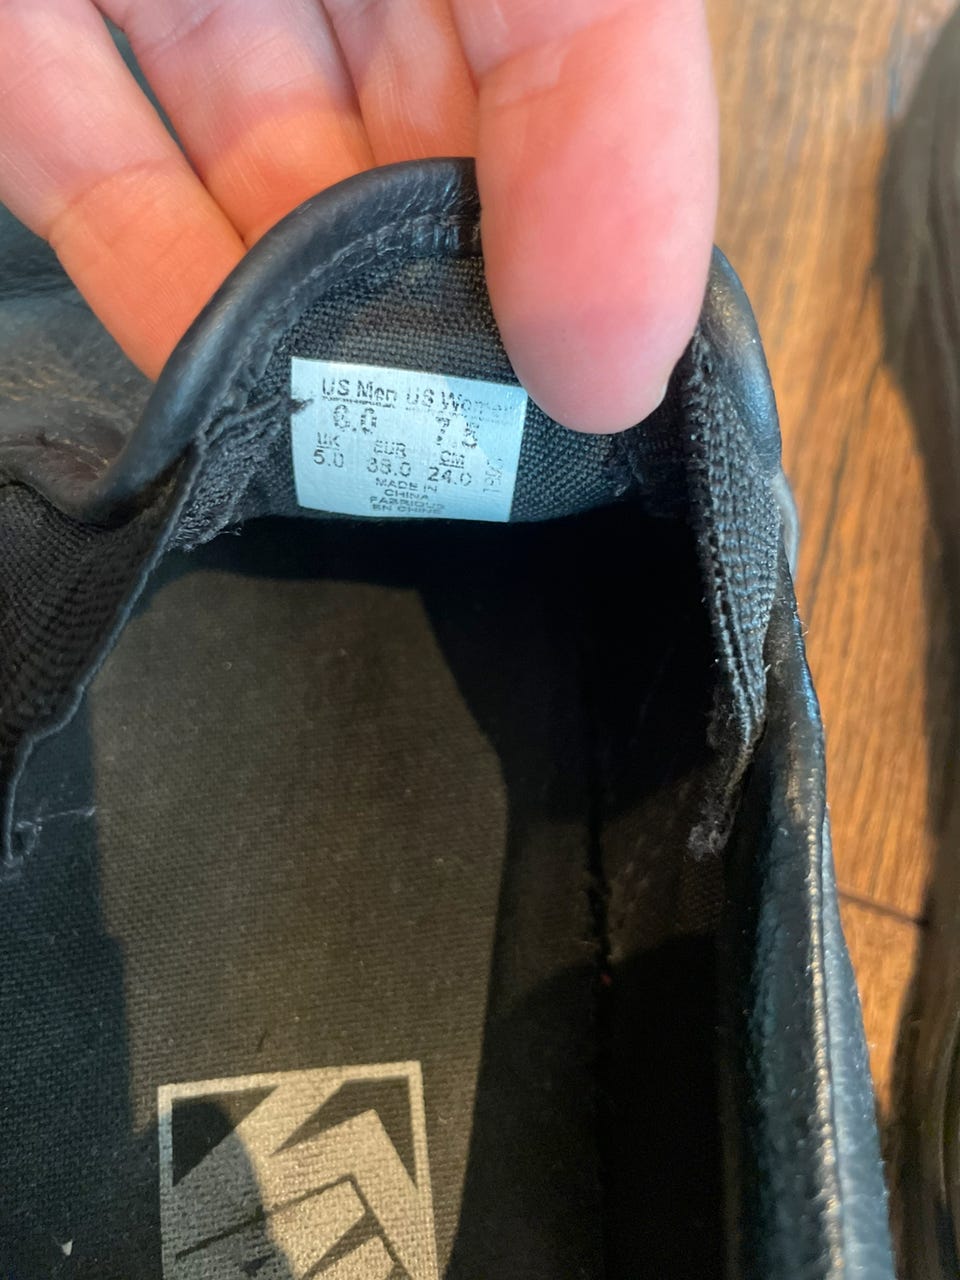 US Men US Women
6.0 7.5
UK EUR CM
5.0 38.0 24.0
MADE IN
CHINA
FABRIQUE
EN CHINE